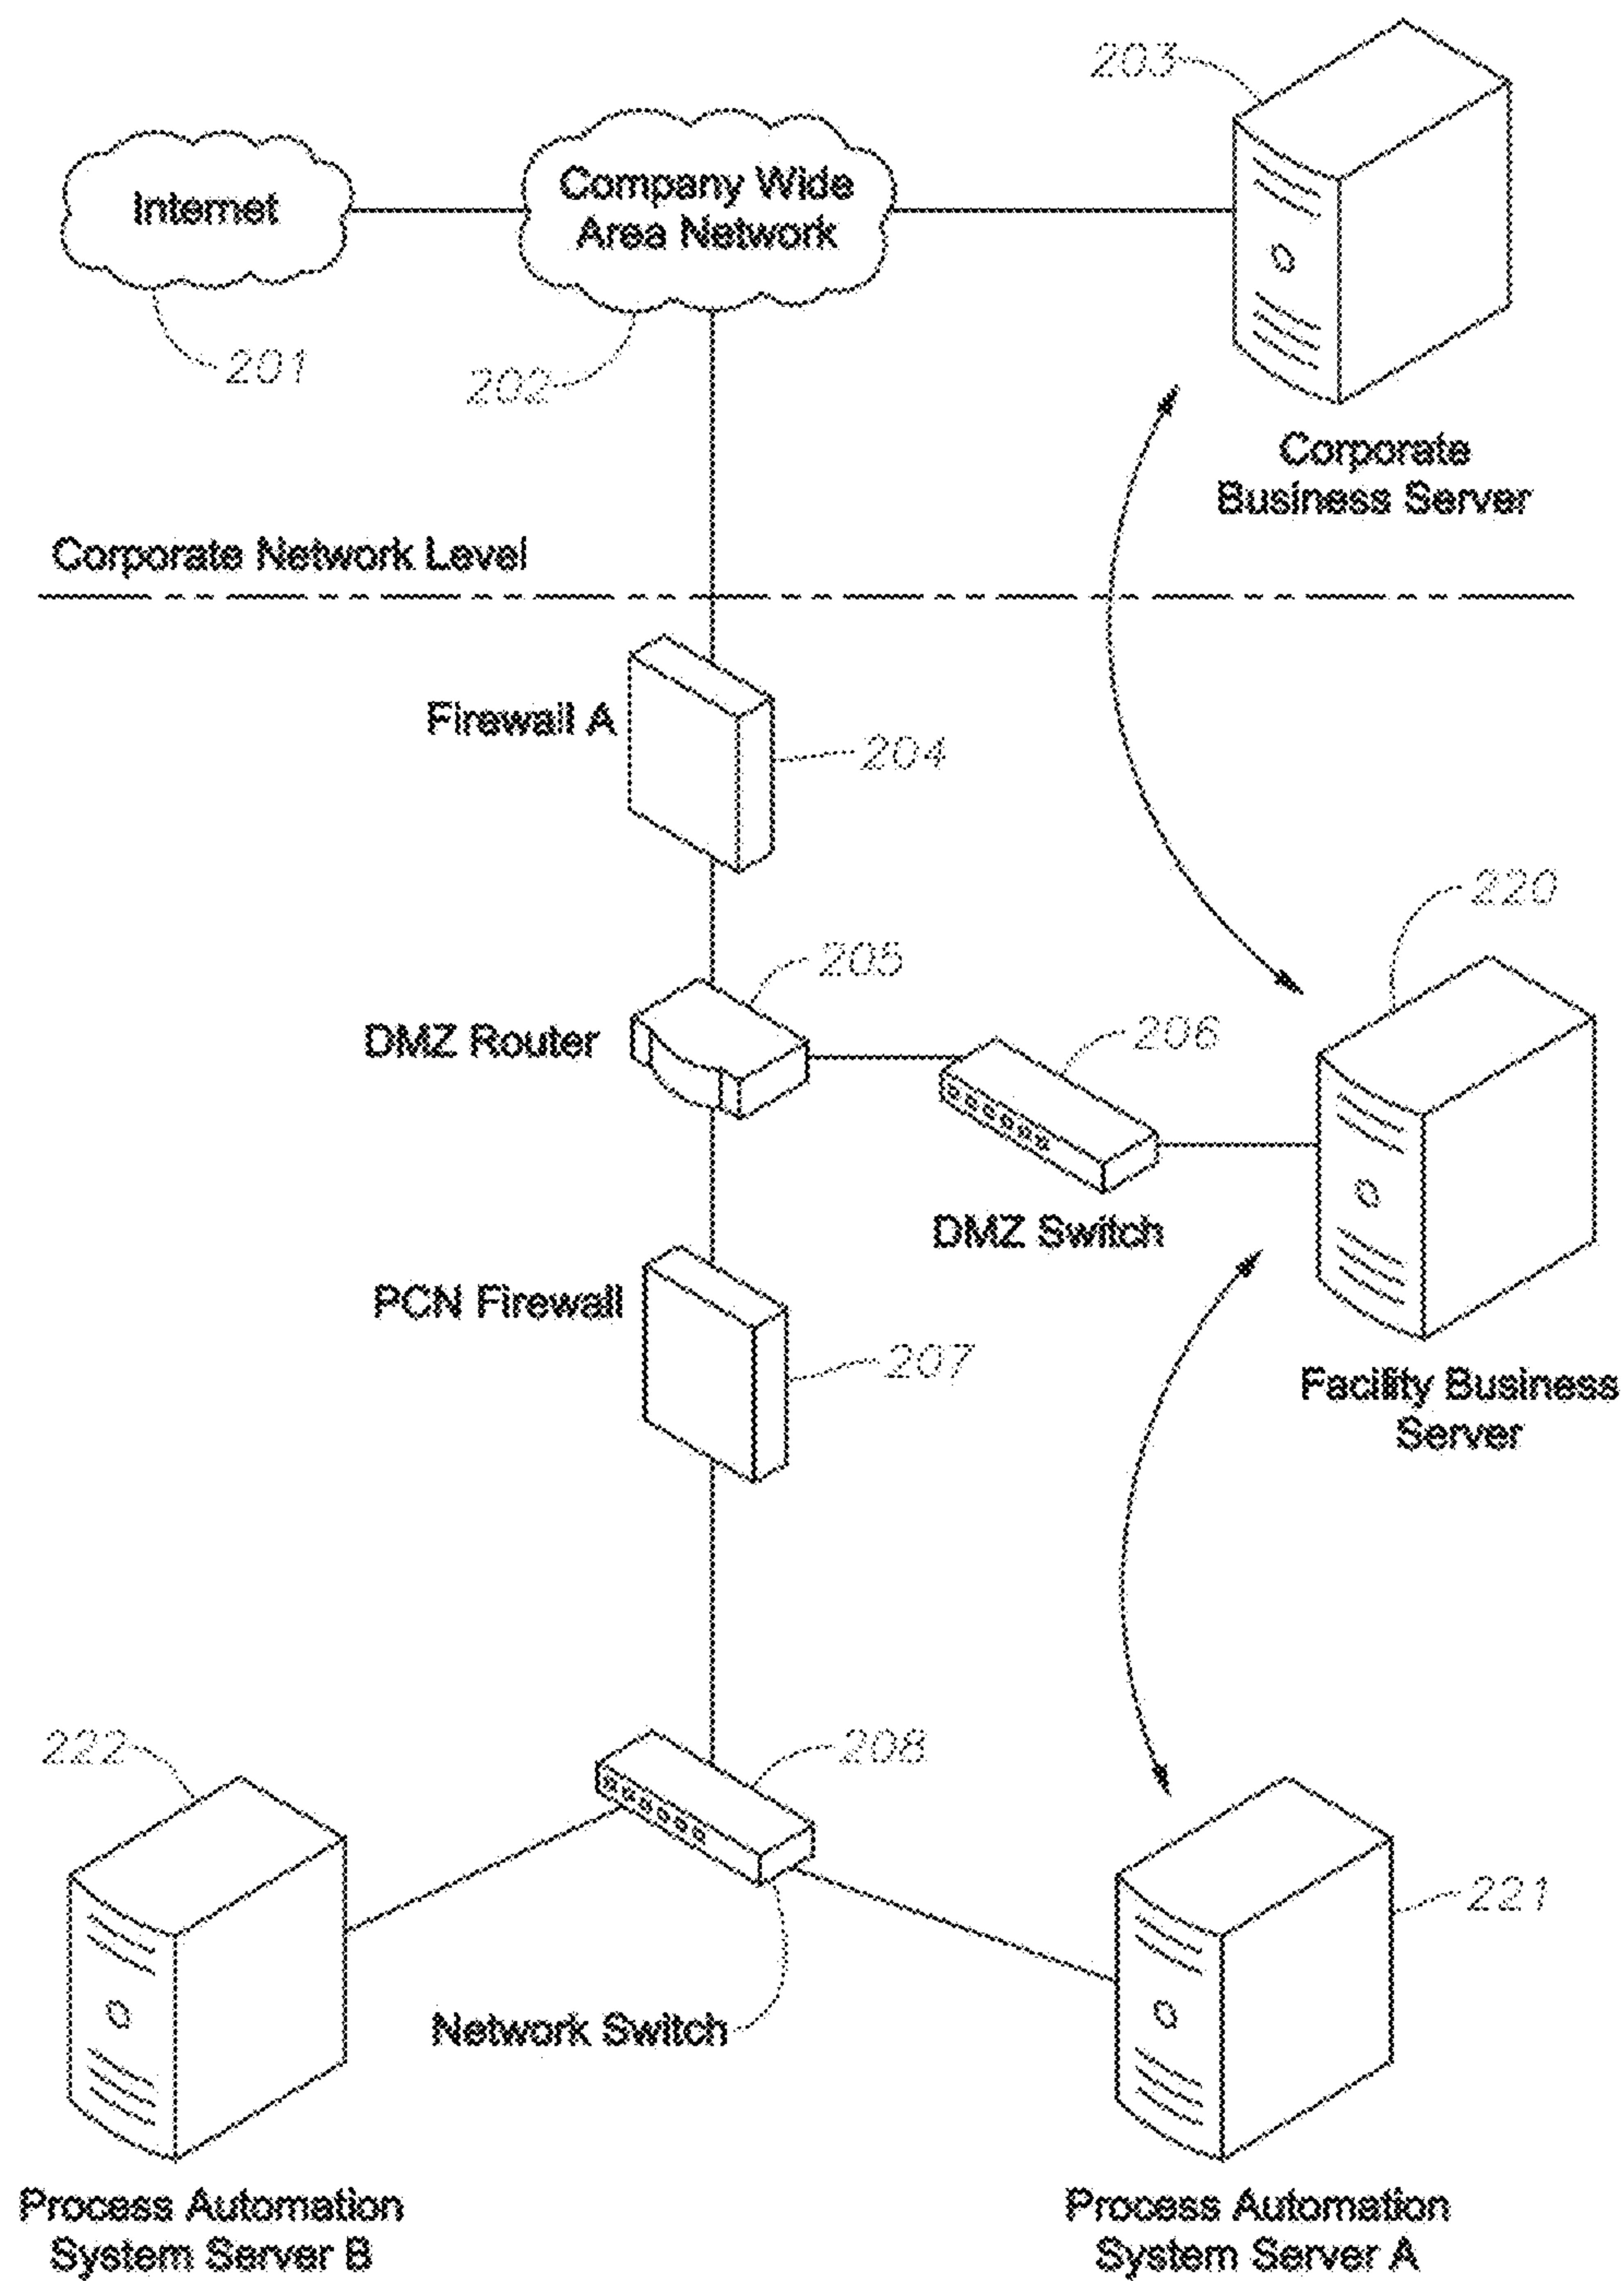 203
Internet
Company Wide
Area Network
201
202
Corporate
Business Server
Corporate Network Level
Firewall A
204
220
205
DMZ Router
206
DMZ Switch
PCN Firewall
207
Facility Business
Server
222
208
221
Network Switch
Process Automation
System Server B
Process Automation
System Server A